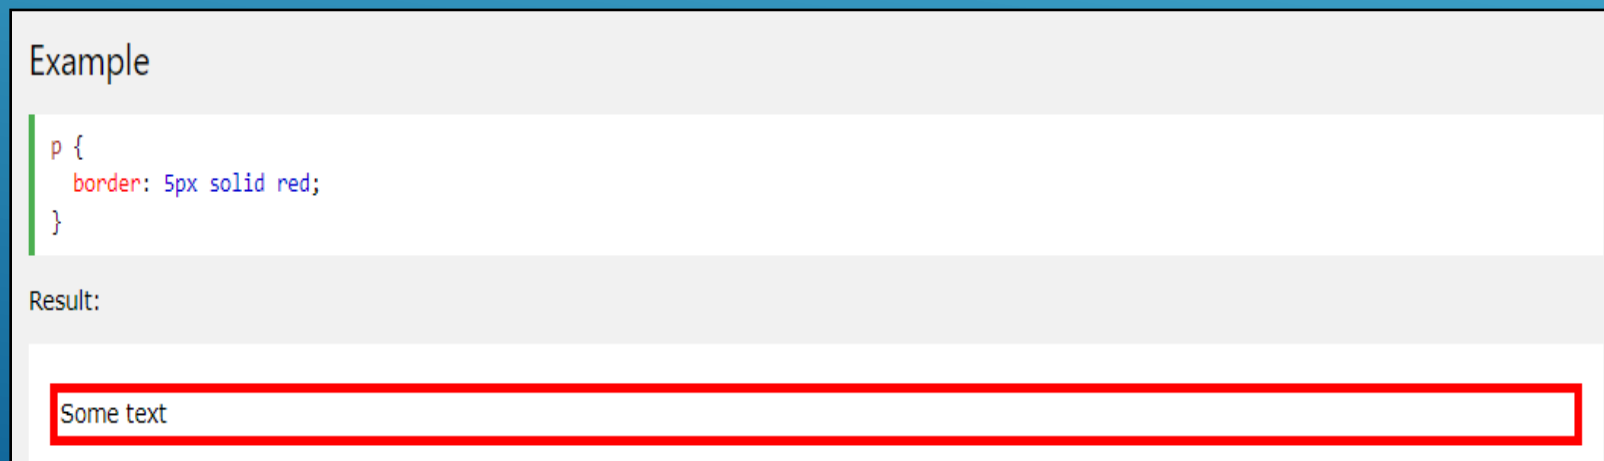 Example
p {
  border: 5px solid red;
}
Result:
Some text